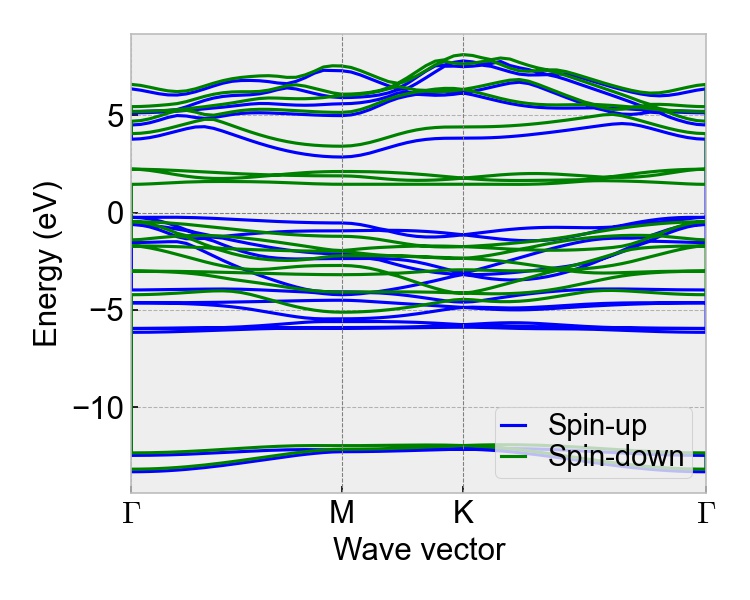 5
0
−5
−10
Energy (eV)
Spin-up
Spin-down
Γ M K Γ
Wave vector